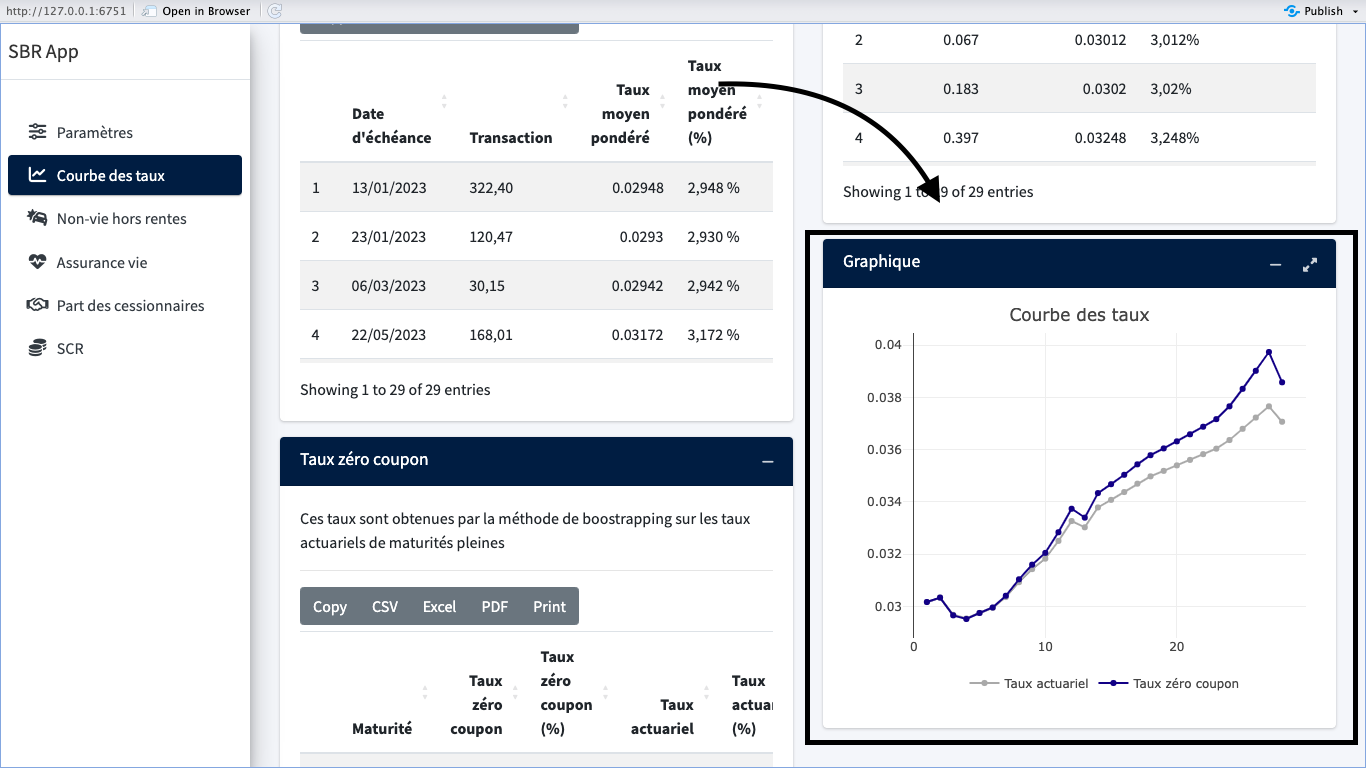 http://127.0.0.1:6751
Open in Browser
Publish
SBR App
Paramètres
Courbe des taux
Non-vie hors rentes
Assurance vie
Part des cessionnaires
SCR
Date d'échéance
Transaction
Taux moyen pondéré
Taux moyen pondéré (%)
1 13/01/2023 322,40 0.02948 2,948 %
2 23/01/2023 120,47 0.0293 2,930 %
3 06/03/2023 30,15 0.02942 2,942 %
4 22/05/2023 168,01 0.03172 3,172 %
Showing 1 to 29 of 29 entries
Taux zéro coupon
Ces taux sont obtenues par la méthode de boostrapping sur les taux
actuariels de maturités pleines
Copy CSV Excel PDF Print
Maturité
Taux zéro coupon
Taux zéro coupon (%)
Taux actuariel
Taux actuar (%)
2 0.067 0.03012 3,012%
3 0.183 0.0302 3,02%
4 0.397 0.03248 3,248%
Showing 1 to 29 of 29 entries
Graphique
Courbe des taux
0.04
0.038
0.036
0.034
0.032
0.03
0 10 20
Taux actuariel Taux zéro coupon